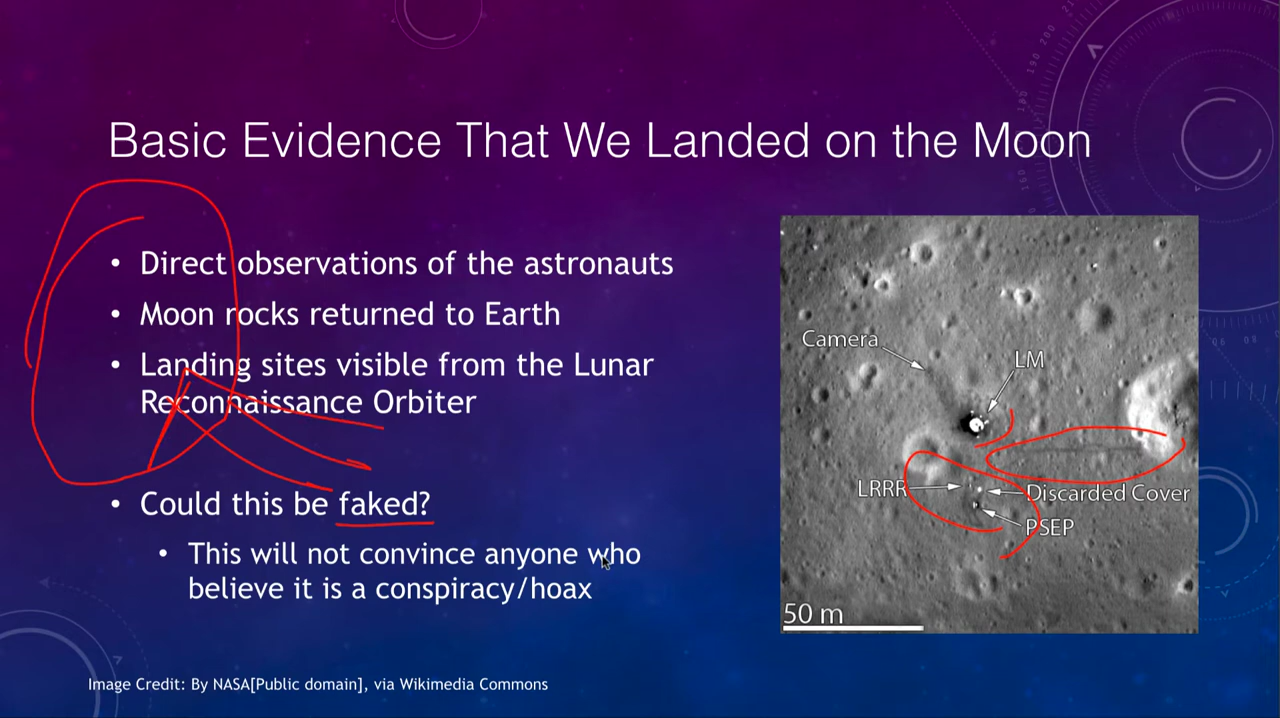 Basic Evidence That We Landed on the Moon
• Direct observations of the astronauts
• Moon rocks returned to Earth
• Landing sites visible from the Lunar
Reconnaissance Orbiter
• Could this be faked?
• This will not convince anyone who
believe it is a conspiracy/hoax
Camera
LM
LRRR
Discarded Cover
PSEP
50 m
Image Credit: By NASA[Public domain], via Wikimedia Commons